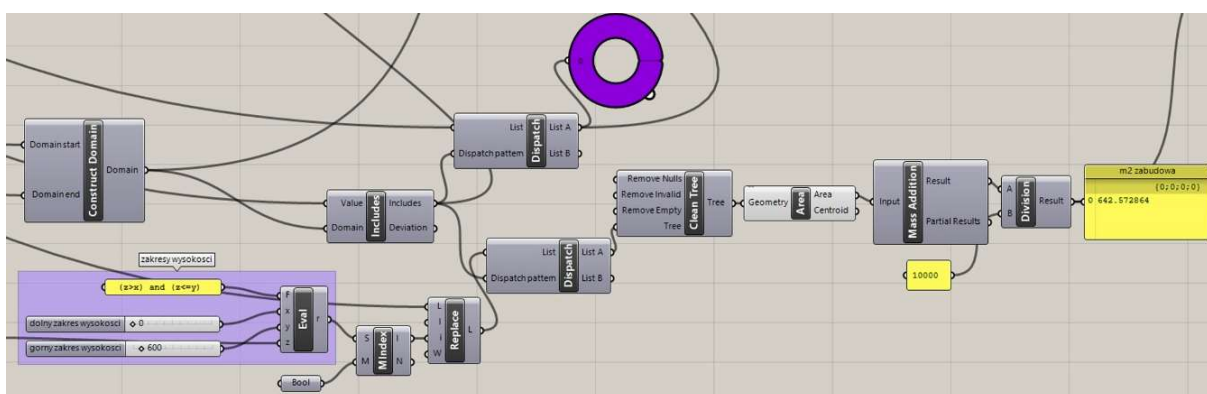 0
List
List A
Dispatch pattern
List B
Dispatch
Domain start
Domain end
Construct Domain
Domain
Value
Domain
Includes
Includes
Deviation
Remove Nulls
Remove Invalid
Remove Empty
Tree
Clean Tree
Tree
Geometry
Area
Area
Centroid
Input
Mass Addition
Result
Partial Results
A
B
Division
Result
m2 zabudowa
{0;0;0;0}
0 642.572864
List
List A
Dispatch pattern
List B
Dispatch
10000
zakresy wysokosci
(z>x) and (z<=y)
dolny zakres wysokosci
0
gorny zakres wysokosci
600
F
x
y
z
Eval
r
S
M
MIndex
I
N
L
I
i
W
Replace
L
Bool